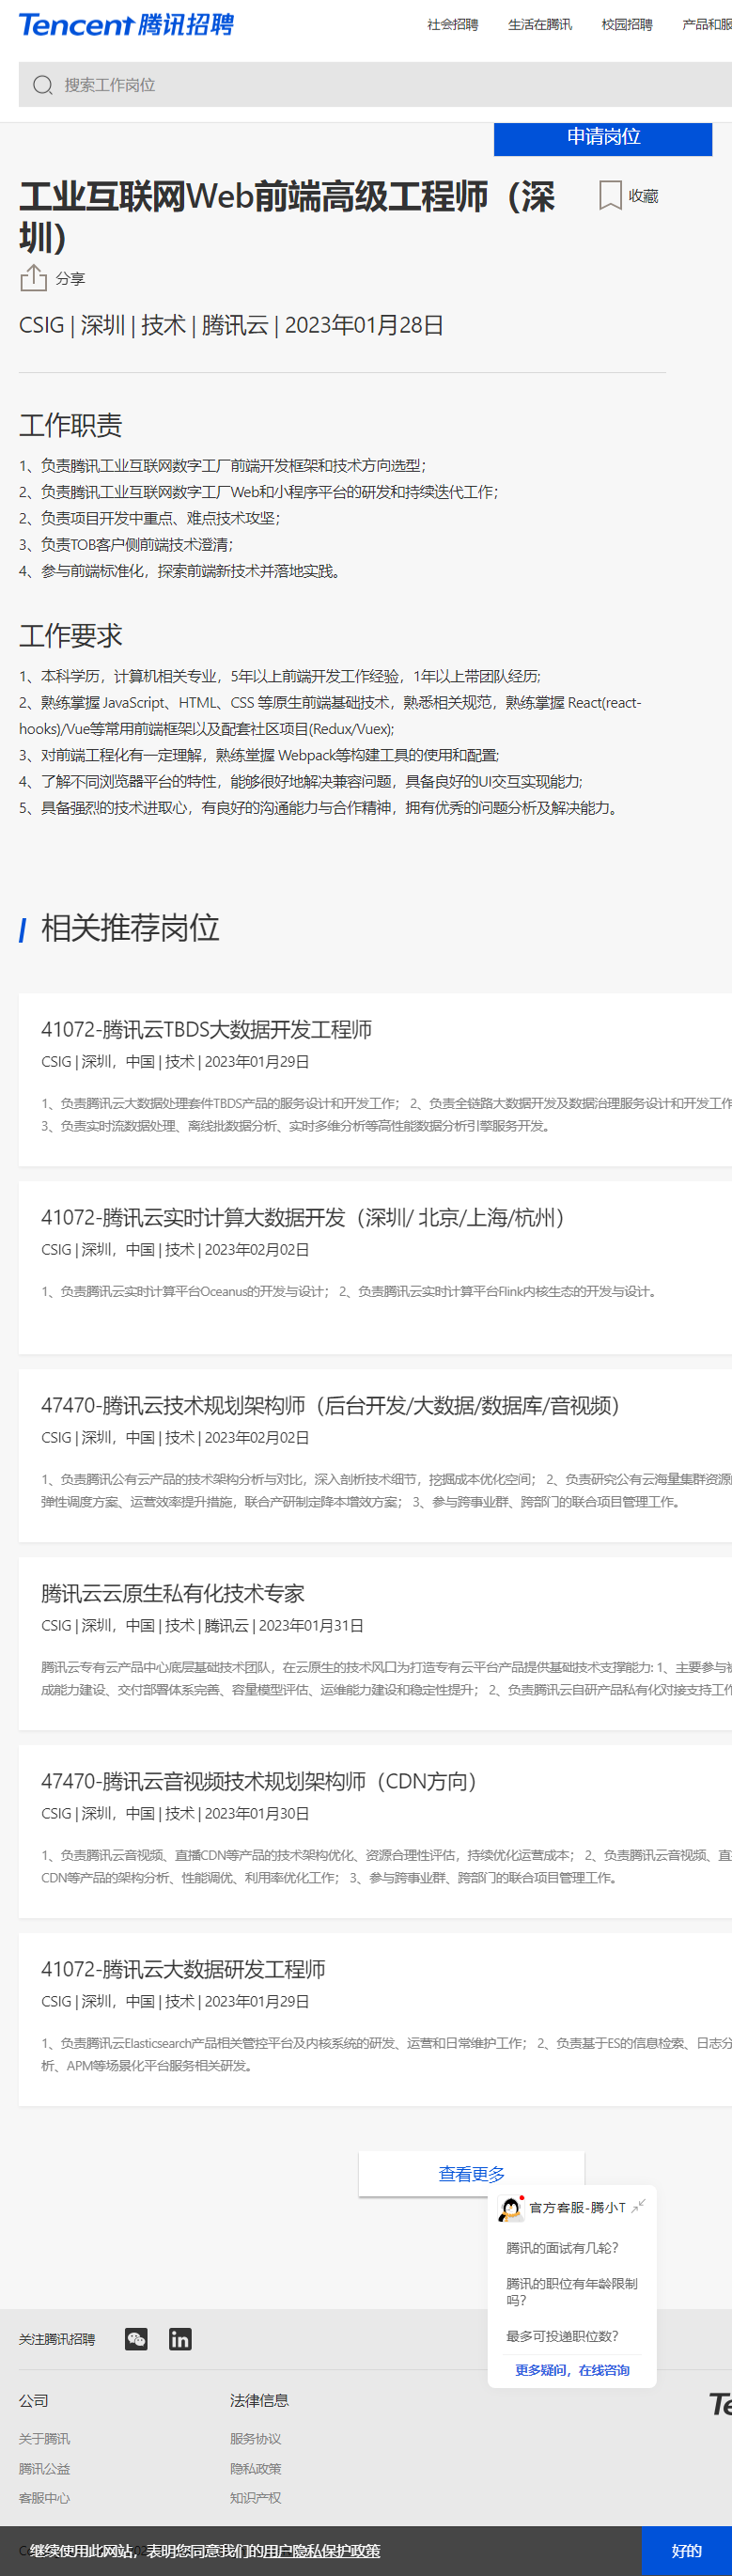 Tencent 腾讯招聘
社会招聘 生活在腾讯 校园招聘 产品和服
搜索工作岗位
申请岗位
工业互联网Web前端高级工程师（深
圳）
收藏
分享
CSIG | 深圳 | 技术 | 腾讯云 | 2023年01月28日
工作职责
1、负责腾讯工业互联网数字工厂前端开发框架和技术方向选型；
2、负责腾讯工业互联网数字工厂Web和小程序平台的研发和持续迭代工作；
2、负责项目开发中重点、难点技术攻坚；
3、负责TOB客户侧前端技术澄清；
4、参与前端标准化，探索前端新技术并落地实践。
工作要求
1、本科学历，计算机相关专业，5年以上前端开发工作经验，1年以上带团队经历;
2、熟练掌握 JavaScript、HTML、CSS 等原生前端基础技术，熟悉相关规范，熟练掌握 React(react-
hooks)/Vue等常用前端框架以及配套社区项目(Redux/Vuex);
3、对前端工程化有一定理解，熟练堂握 Webpack等构建工具的使用和配置;
4、了解不同浏览器平台的特性，能够很好地解决兼容问题，具备良好的UI交互实现能力;
5、具备强烈的技术进取心，有良好的沟通能力与合作精神，拥有优秀的问题分析及解决能力。
相关推荐岗位
41072-腾讯云TBDS大数据开发工程师
CSIG | 深圳，中国 | 技术 | 2023年01月29日
1、负责腾讯云大数据处理套件TBDS产品的服务设计和开发工作； 2、负责全链路大数据开发及数据治理服务设计和开发工作
3、负责实时流数据处理、离线批数据分析、实时多维分析等高性能数据分析引擎服务开发。
41072-腾讯云实时计算大数据开发（深圳/ 北京/上海/杭州）
CSIG | 深圳，中国 | 技术 | 2023年02月02日
1、负责腾讯云实时计算平台Oceanus的开发与设计； 2、负责腾讯云实时计算平台Flink内核生态的开发与设计。
47470-腾讯云技术规划架构师（后台开发/大数据/数据库/音视频）
CSIG | 深圳，中国 | 技术 | 2023年02月02日
1、负责腾讯公有云产品的技术架构分析与对比，深入剖析技术细节，挖掘成本优化空间； 2、负责研究公有云海量集群资源
弹性调度方案、运营效率提升措施，联合产研制定降本增效方案； 3、参与跨事业群、跨部门的联合项目管理工作。
腾讯云云原生私有化技术专家
CSIG | 深圳，中国 | 技术 | 腾讯云 | 2023年01月31日
腾讯云专有云产品中心底层基础技术团队，在云原生的技术风口为打造专有云平台产品提供基础技术支撑能力: 1、主要参与
成能力建设、交付部署体系完善、容量模型评估、运维能力建设和稳定性提升； 2、负责腾讯云自研产品私有化对接支持工作
47470-腾讯云音视频技术规划架构师（CDN方向）
CSIG | 深圳，中国 | 技术 | 2023年01月30日
1、负责腾讯云音视频、直播CDN等产品的技术架构优化、资源合理性评估，持续优化运营成本； 2、负责腾讯云音视频、直
CDN等产品的架构分析、性能调优、利用率优化工作； 3、参与跨事业群、跨部门的联合项目管理工作。
41072-腾讯云大数据研发工程师
CSIG | 深圳，中国 | 技术 | 2023年01月29日
1、负责腾讯云Elasticsearch产品相关管控平台及内核系统的研发、运营和日常维护工作； 2、负责基于ES的信息检索、日志分
析、APM等场景化平台服务相关研发。
查看更多
官方客服-腾小T
腾讯的面试有几轮?
腾讯的职位有年龄限制
吗?
最多可投递职位数?
更多疑问，在线咨询
关注腾讯招聘
公司 法律信息
关于腾讯 服务协议
腾讯公益 隐私政策
客服中心 知识产权
继续使用此网站，表明您同意我们的用户隐私保护政策
好的